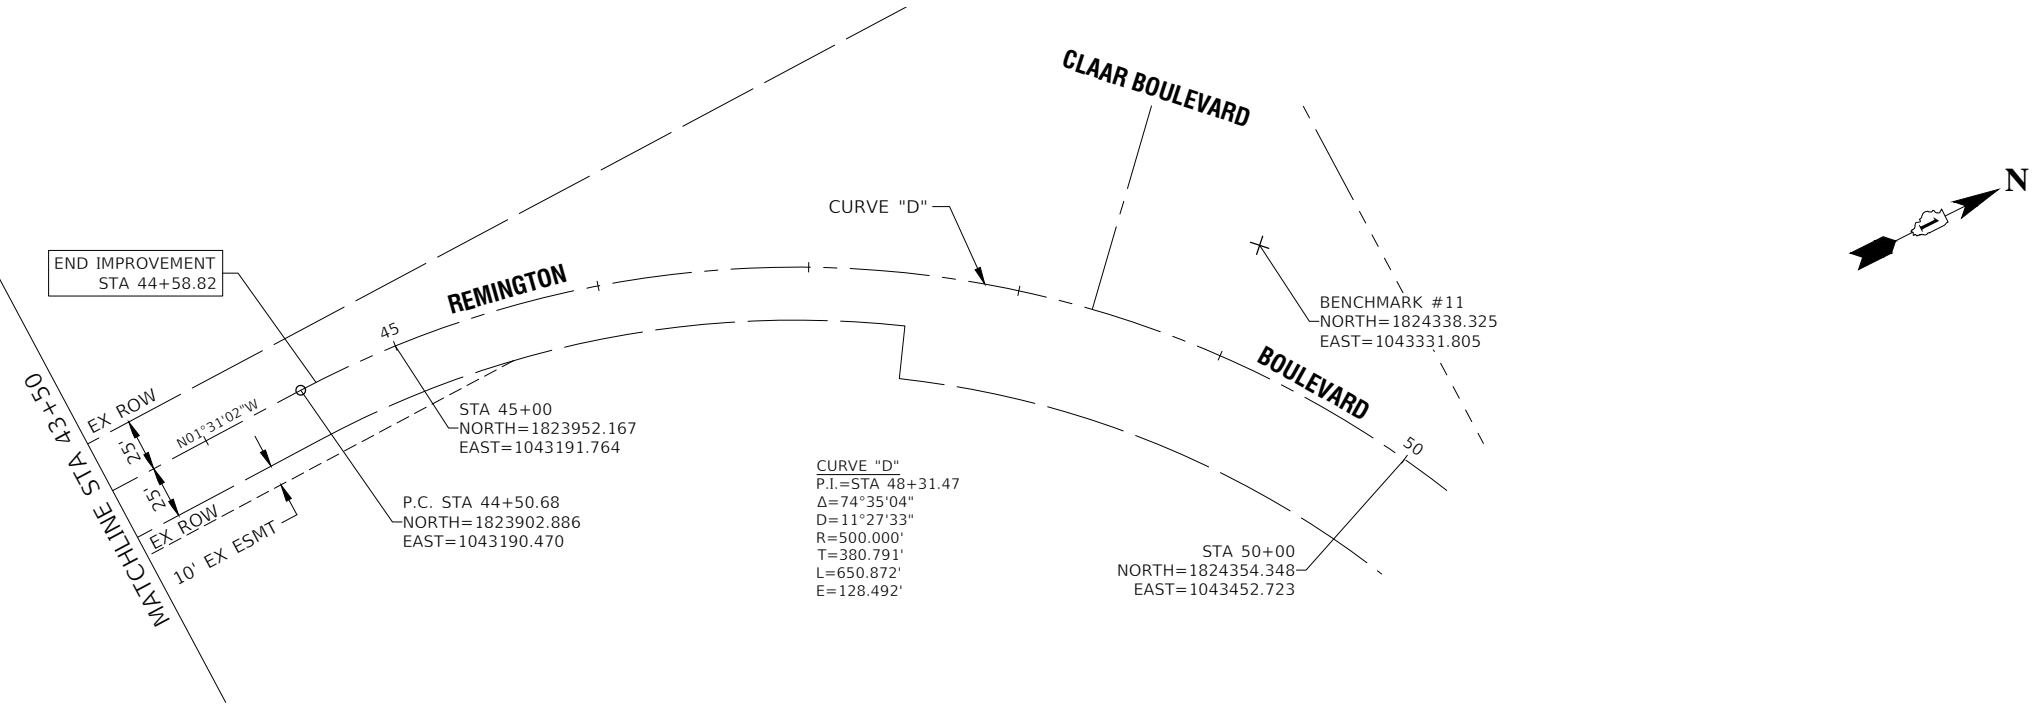 CLAAR BOULEVARD
N
CURVE "D"
END IMPROVEMENT
STA 44+58.82
REMINGTON
BENCHMARK #11
NORTH=1824338.325
EAST=1043331.805
45
BOULEVARD
MATCHLINE STA 43+50
EX ROW
25'
N01°31'02"W
STA 45+00
NORTH=1823952.167
EAST=1043191.764
50
25'
EX ROW
10' EX ESMT
P.C. STA 44+50.68
NORTH=1823902.886
EAST=1043190.470
CURVE "D"
P.I.=STA 48+31.47
Δ=74°35'04"
D=11°27'33"
R=500.000'
T=380.791'
L=650.872'
E=128.492'
STA 50+00
NORTH=1824354.348
EAST=1043452.723